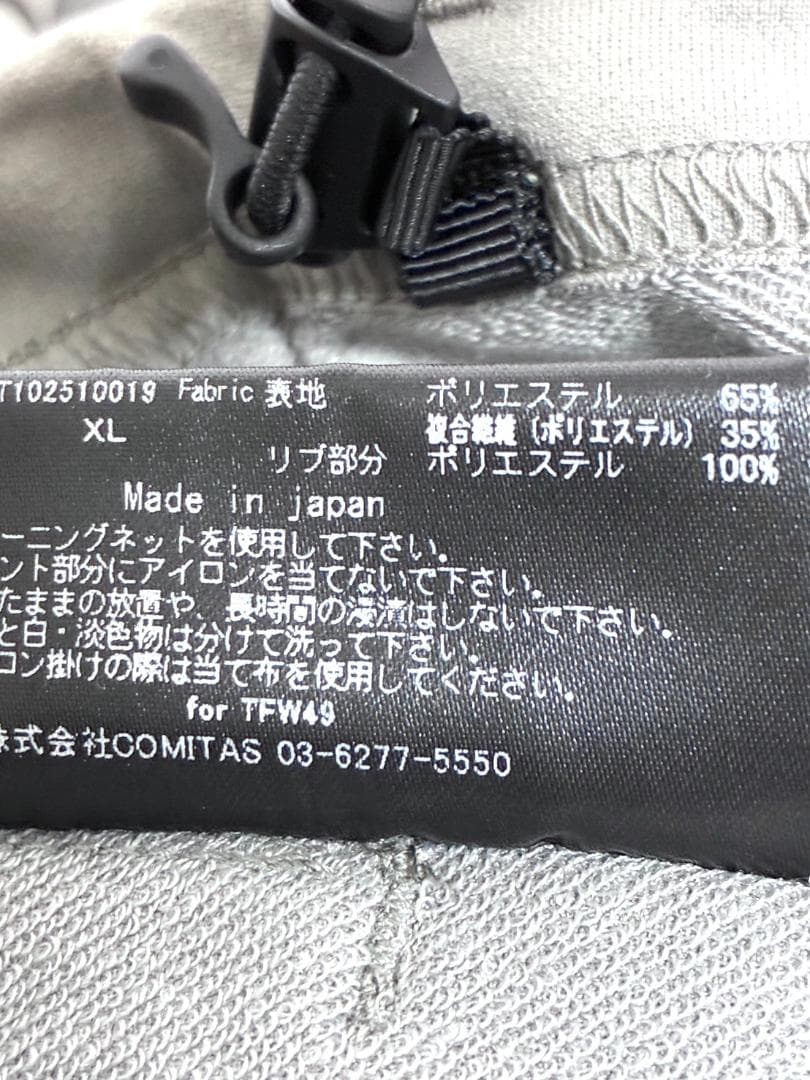 T102510019 Fabric 表地 ポリエステル 65%
XL 複合繊維(ポリエステル) 35%
リブ部分 ポリエステル 100%
Made in japan
ーニングネットを使用して下さい。
ント部分にアイロンを当てないで下さい。
たままの放置や、長時間の浸漬はしないで下さい。
と白・淡色物は分けて洗って下さい。
ロン掛けの際は当て布を使用してください。
for TFW49
株式会社COMITAS 03-6277-5550